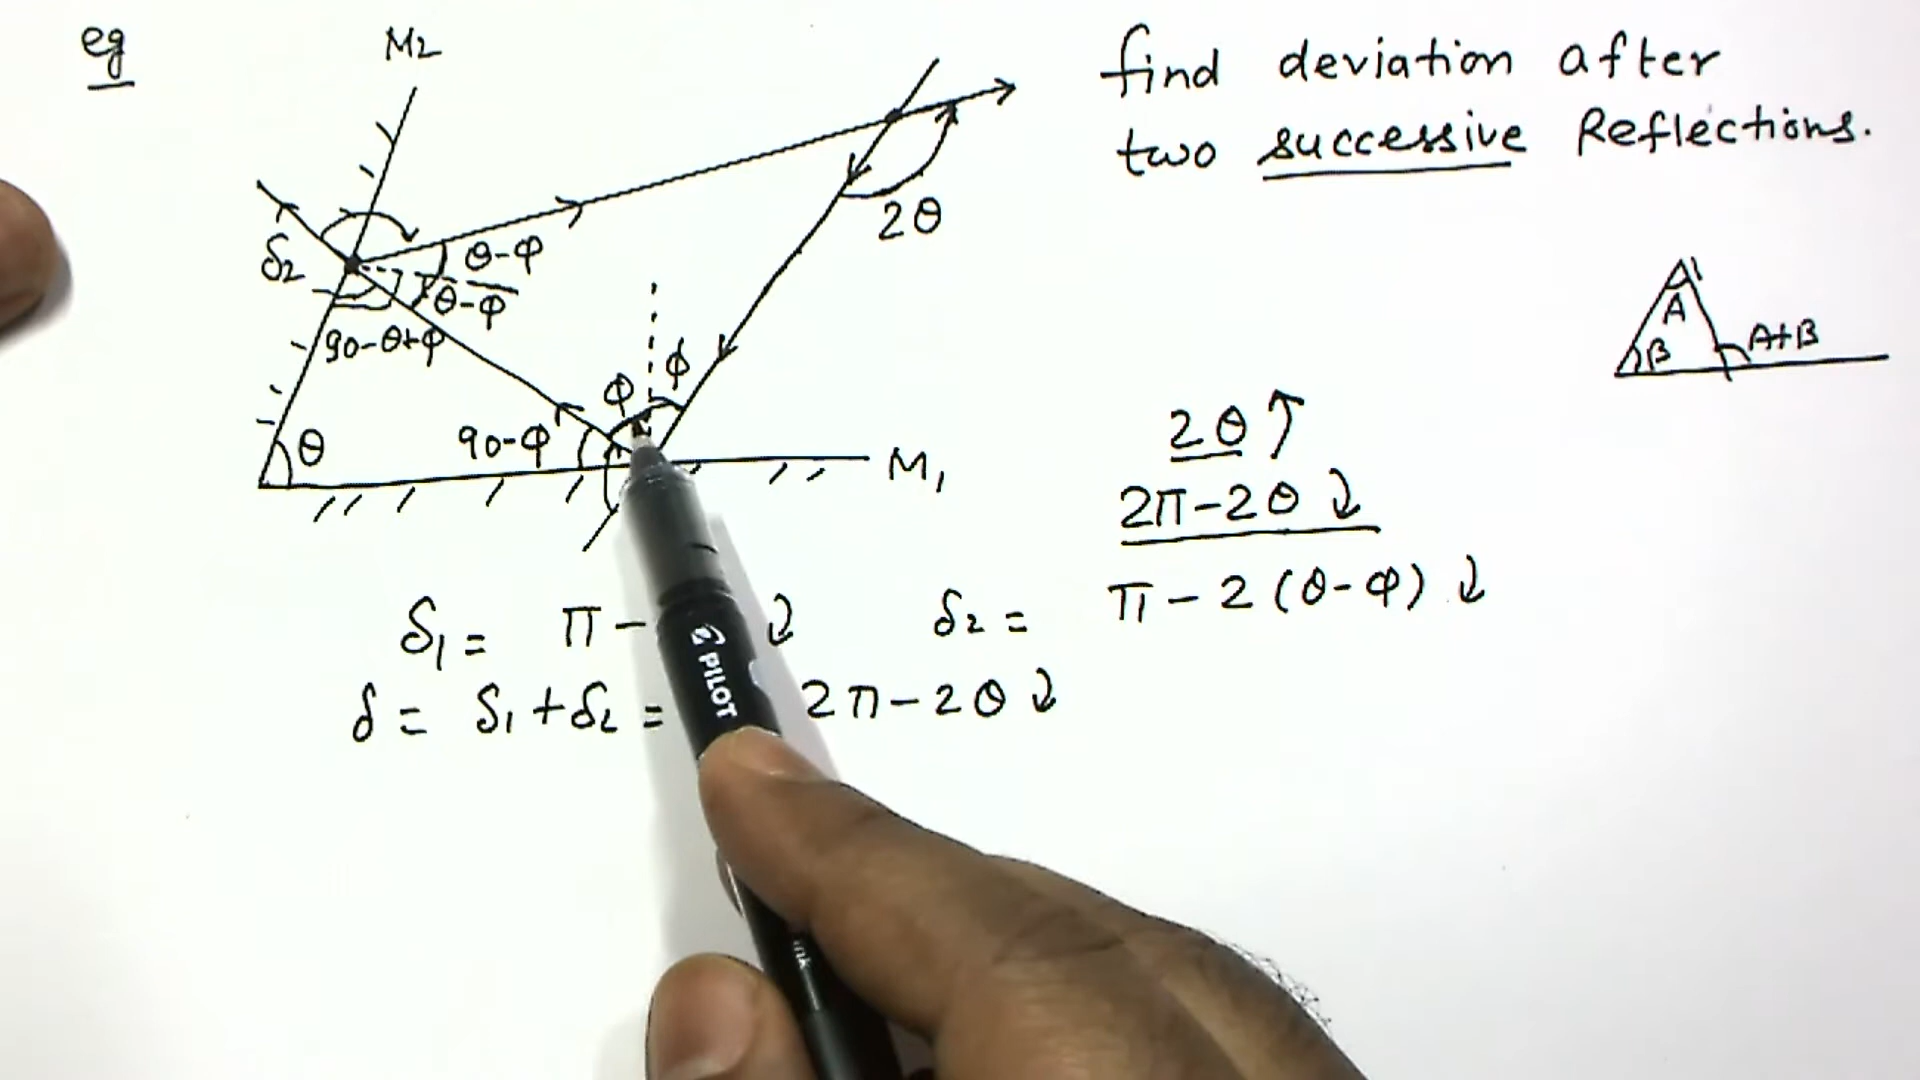 eg
M2
find deviation after
two successive Reflections.
2θ
δ2
θ-φ
θ-φ
90-θ+φ
A
B
A+B
φ
φ
90-φ
θ
M1
2θ ↑
2π-2θ ↓
δ1 = π- ↓
δ2 = π-2(θ-φ) ↓
δ = δ1+δ2 = 2π-2θ ↓
PILOT